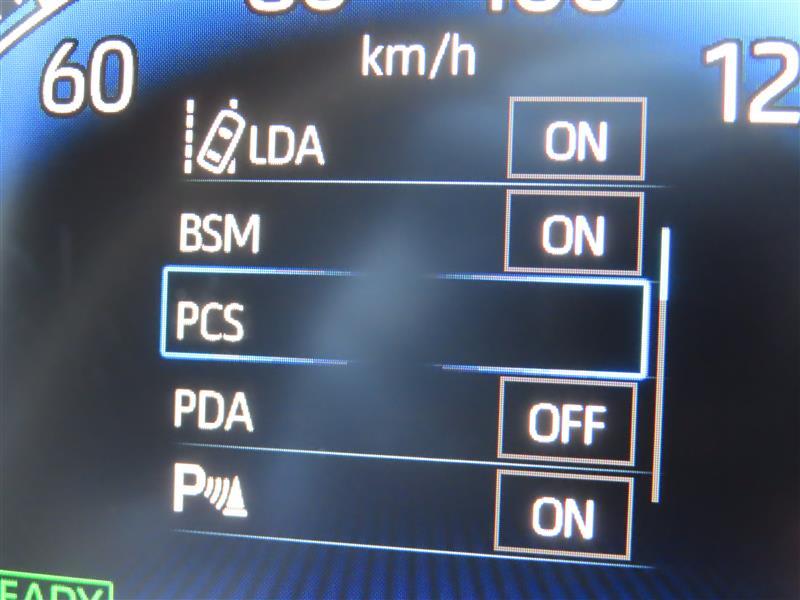 60
km/h
12
LDA ON
BSM ON
PCS
PDA OFF
P ON